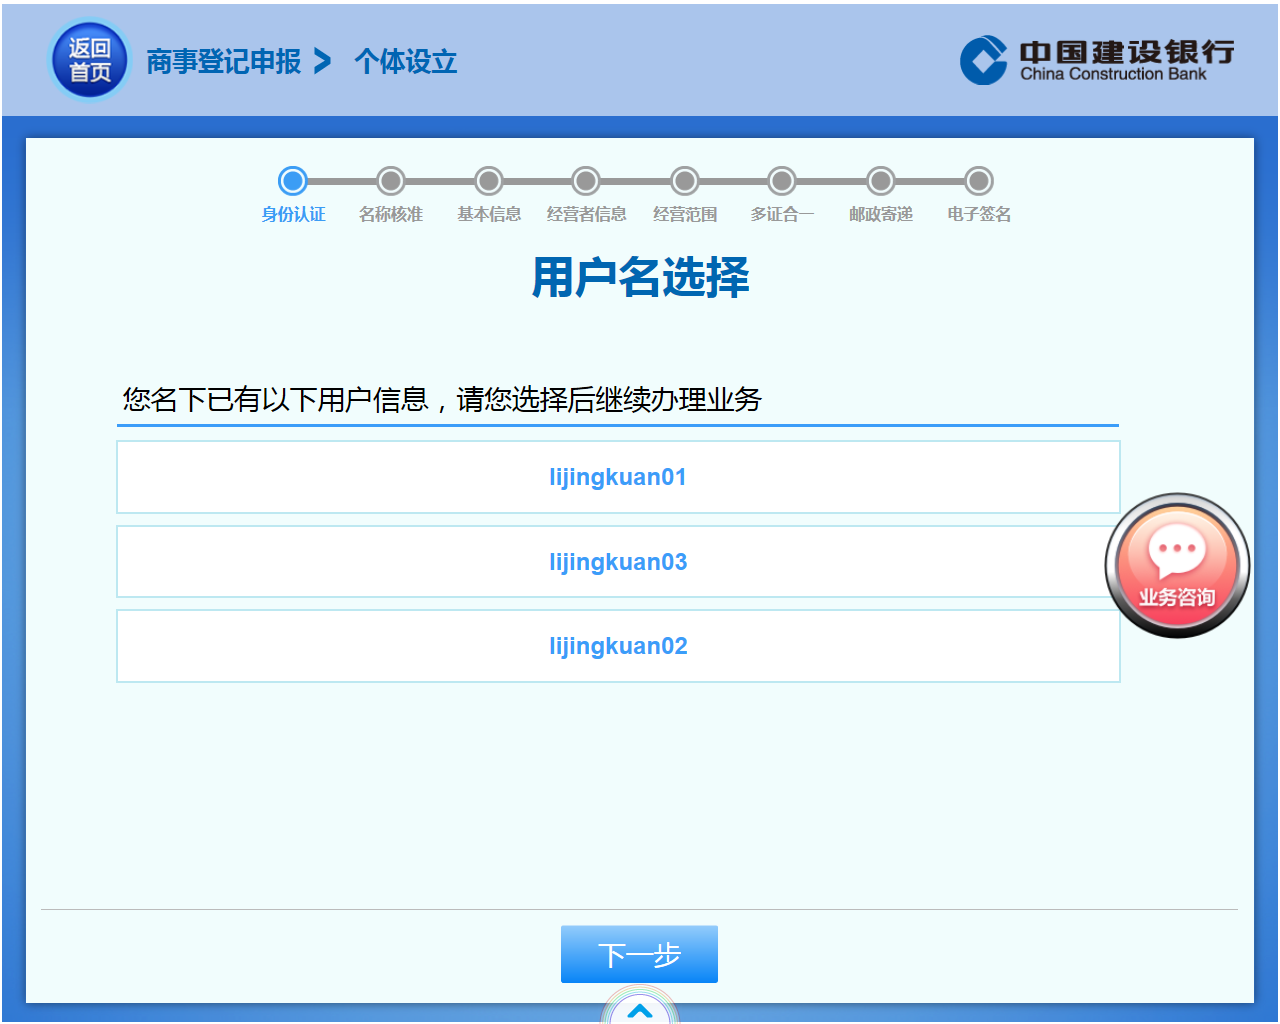 返回
首页
商事登记申报 > 个体设立
中国建设银行
China Construction Bank
身份认证 名称核准 基本信息 经营者信息 经营范围 多证合一 邮政寄递 电子签名
用户名选择
您名下已有以下用户信息，请您选择后继续办理业务
lijingkuan01
lijingkuan03
业务咨询
lijingkuan02
下一步